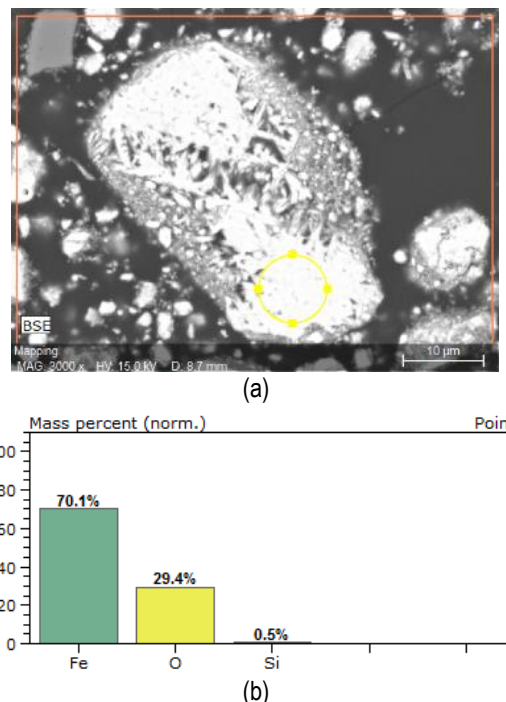 BSE
Mapping
MAG: 3000 x HV: 15.0 kV D: 8.7 mm
10 µm
(a)
Mass percent (norm.)
Poin
00
80
60
40
20
0
70.1%
29.4%
0.5%
Fe
O
Si
(b)